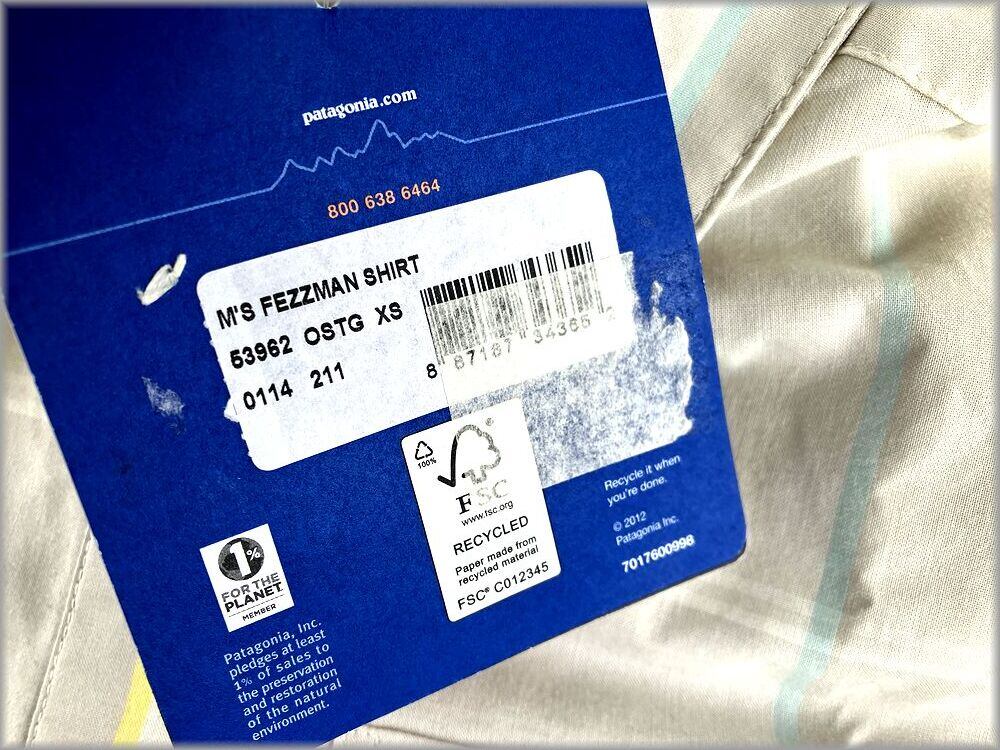 patagonia.com
800 638 6464
M'S FEZZMAN SHIRT
53962 OSTG XS
0114 211
8 87187 34366
100%
FSC
www.fsc.org
RECYCLED
Paper made from
recycled material
FSC® C012345
Recycle it when
you're done.
© 2012
Patagonia Inc.
7017600998
1%
FOR THE
PLANET
MEMBER
Patagonia, Inc.
pledges at least
1% of sales to
the preservation
and restoration
of the natural
environment.